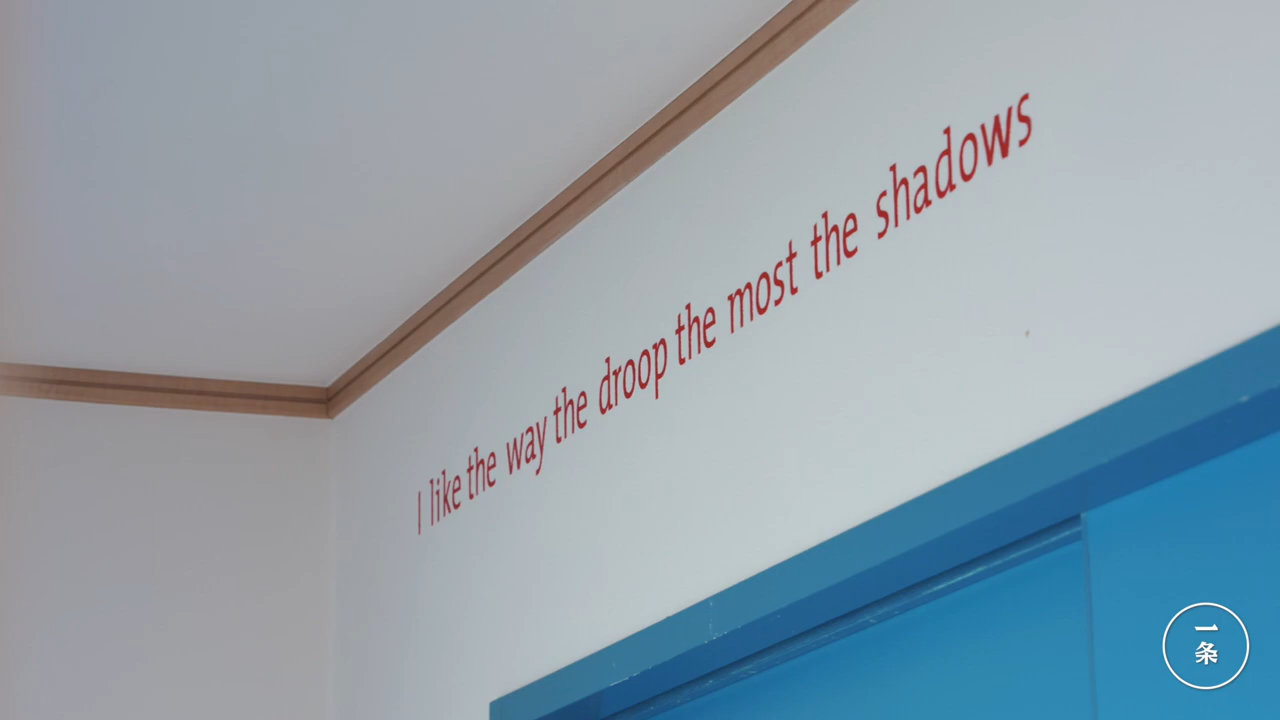 I like the way the droop the most the shadows
一条